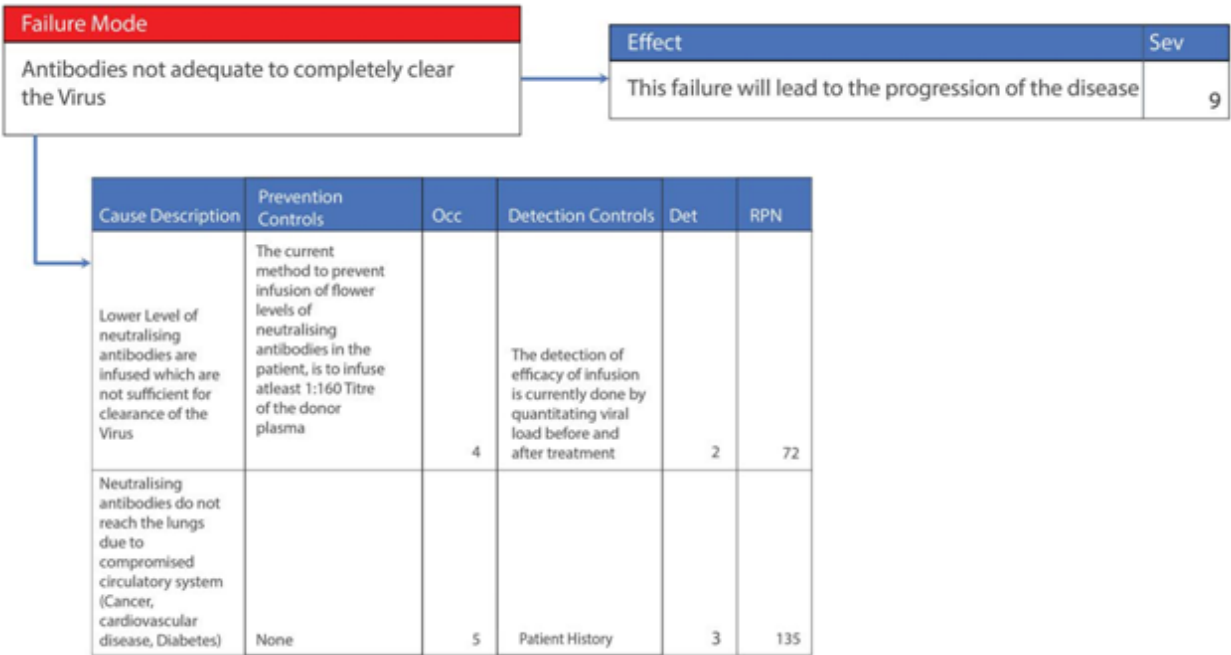 Failure Mode
Antibodies not adequate to completely clear
the Virus
Effect
Sev
This failure will lead to the progression of the disease
9
Cause Description
Prevention
Controls
Occ
Detection Controls
Det
RPN
Lower Level of
neutralising
antibodies are
infused which are
not sufficient for
clearance of the
Virus
The current
method to prevent
infusion of flower
levels of
neutralising
antibodies in the
patient, is to infuse
atleast 1:160 Titre
of the donor
plasma
4
The detection of
efficacy of infusion
is currently done by
quantitating viral
load before and
after treatment
2
72
Neutralising
antibodies do not
reach the lungs
due to
compromised
circulatory system
(Cancer,
cardiovascular
disease, Diabetes)
None
5
Patient History
3
135